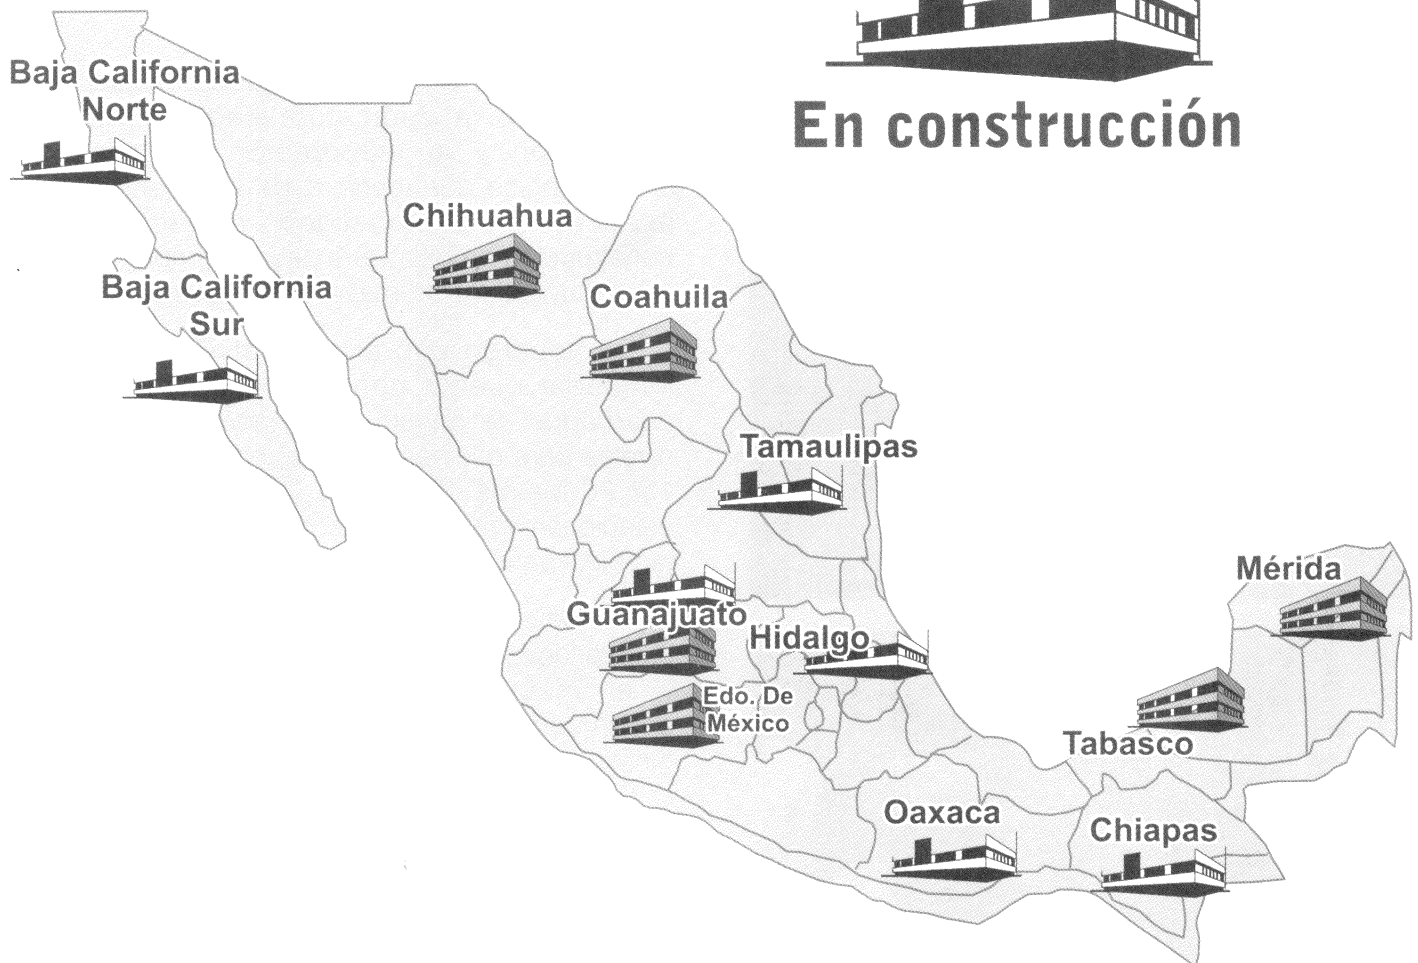 En construcción
Baja California
Norte
Chihuahua
Baja California
Sur
Coahuila
Tamaulipas
Mérida
Guanajuato
Hidalgo
Edo. De
México
Tabasco
Oaxaca
Chiapas